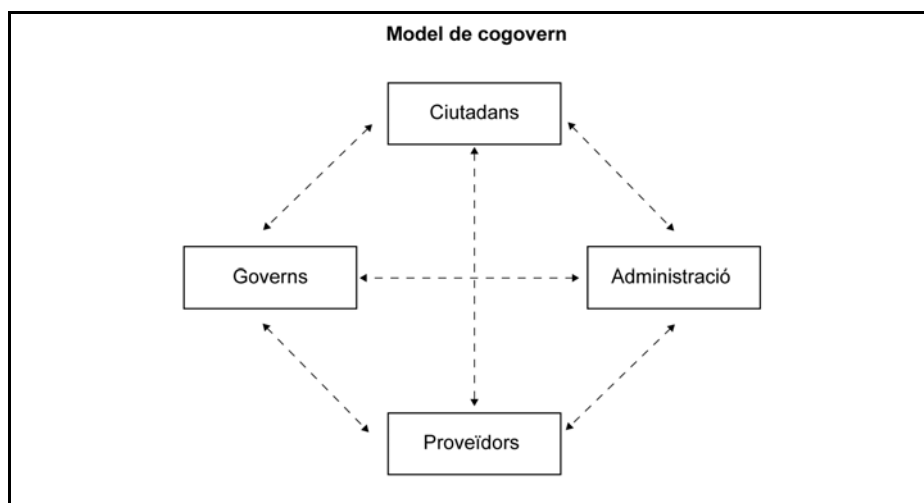 Model de cogovern
Ciutadans
Governs
Administració
Proveïdors